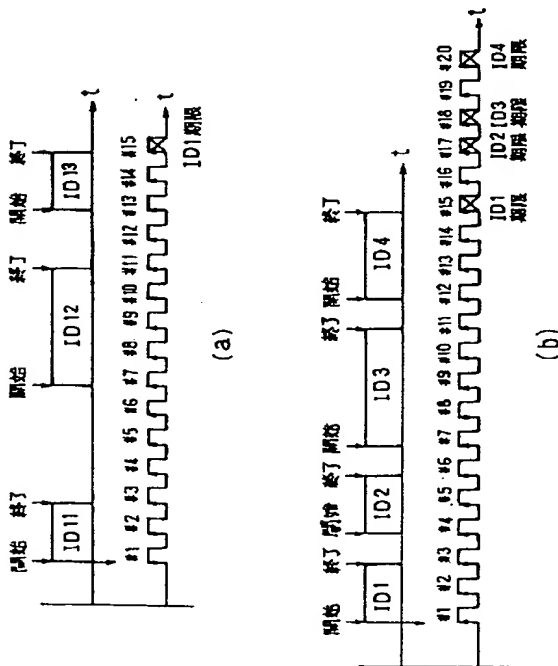 開始 終了 開始 終了 開始 終了
ID11 ID12 ID13 t
#1 #2 #3 #4 #5 #6 #7 #8 #9 #10 #11 #12 #13 #14 #15 t
ID1期限
(a)
開始 終了 開始 終了 開始 終了 開始 終了
ID1 ID2 ID3 ID4 t
#1 #2 #3 #4 #5 #6 #7 #8 #9 #10 #11 #12 #13 #14 #15 #16 #17 #18 #19 #20 t
ID1 ID2 ID3 ID4
期限 期限 期限 期限
(b)